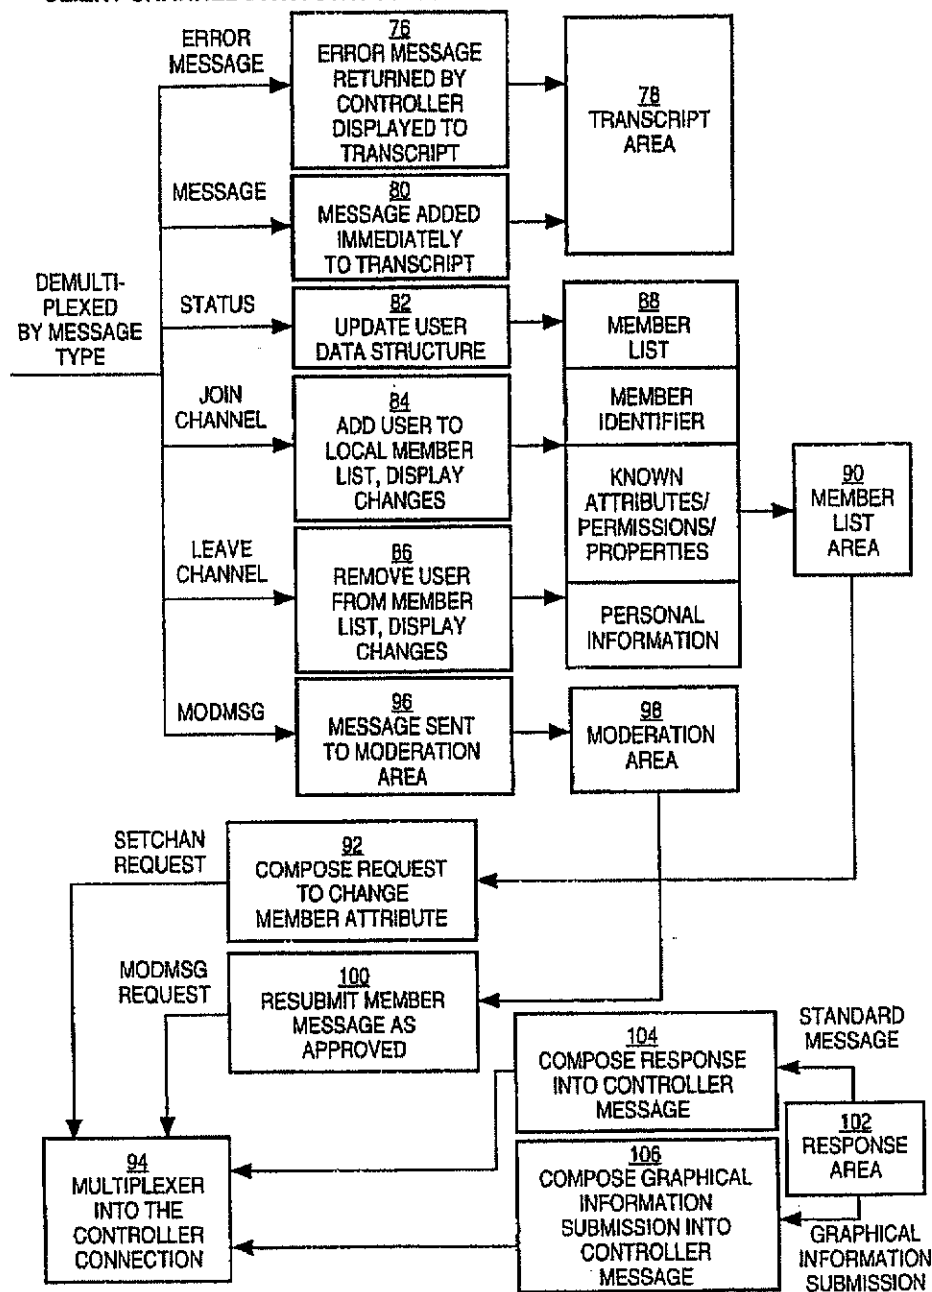 ERROR
MESSAGE
76
ERROR MESSAGE
RETURNED BY
CONTROLLER
DISPLAYED TO
TRANSCRIPT
78
TRANSCRIPT
AREA
MESSAGE
80
MESSAGE ADDED
IMMEDIATELY
TO TRANSCRIPT
DEMULTI-
PLEXED
BY MESSAGE
TYPE
STATUS
82
UPDATE USER
DATA STRUCTURE
88
MEMBER
LIST
MEMBER
IDENTIFIER
KNOWN
ATTRIBUTES/
PERMISSIONS/
PROPERTIES
PERSONAL
INFORMATION
JOIN
CHANNEL
84
ADD USER TO
LOCAL MEMBER
LIST, DISPLAY
CHANGES
90
MEMBER
LIST
AREA
LEAVE
CHANNEL
86
REMOVE USER
FROM MEMBER
LIST, DISPLAY
CHANGES
MODMSG
96
MESSAGE SENT
TO MODERATION
AREA
98
MODERATION
AREA
SETCHAN
REQUEST
92
COMPOSE REQUEST
TO CHANGE
MEMBER ATTRIBUTE
MODMSG
REQUEST
100
RESUBMIT MEMBER
MESSAGE AS
APPROVED
104
COMPOSE RESPONSE
INTO CONTROLLER
MESSAGE
STANDARD
MESSAGE
102
RESPONSE
AREA
94
MULTIPLEXER
INTO THE
CONTROLLER
CONNECTION
106
COMPOSE GRAPHICAL
INFORMATION
SUBMISSION INTO
CONTROLLER
MESSAGE
GRAPHICAL
INFORMATION
SUBMISSION